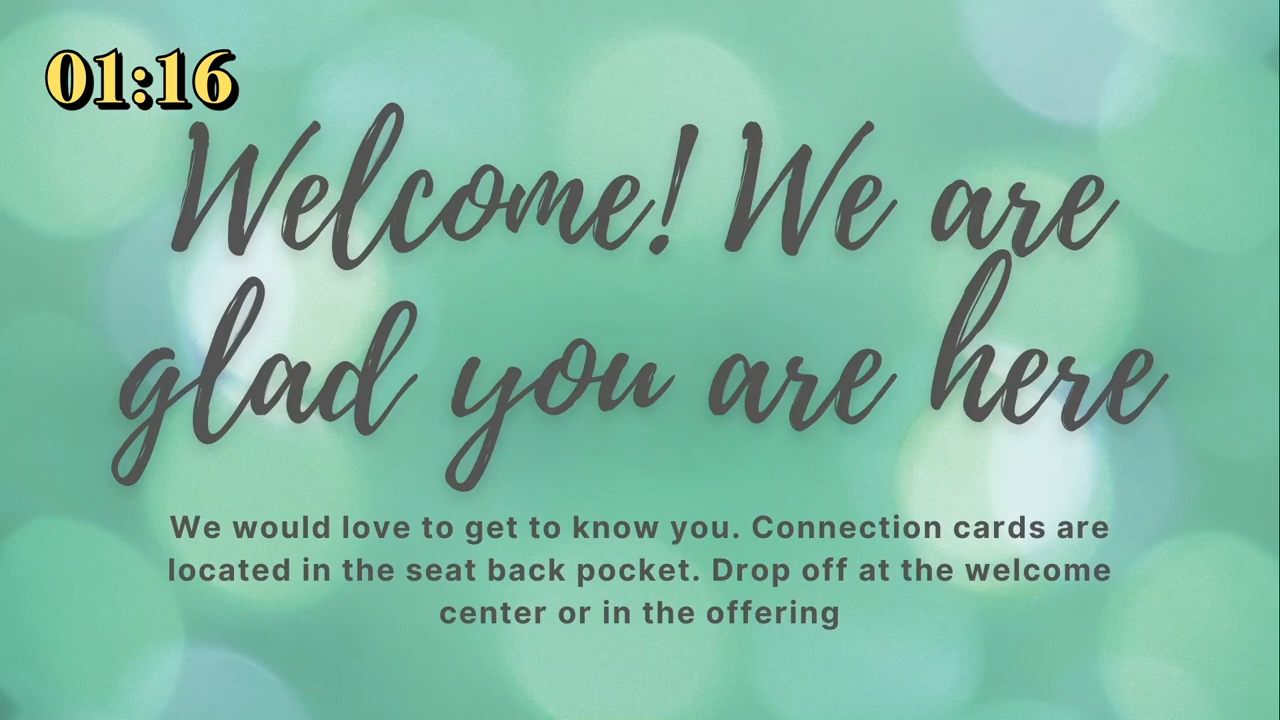 01:16
Welcome! We are
glad you are here
We would love to get to know you. Connection cards are
located in the seat back pocket. Drop off at the welcome
center or in the offering